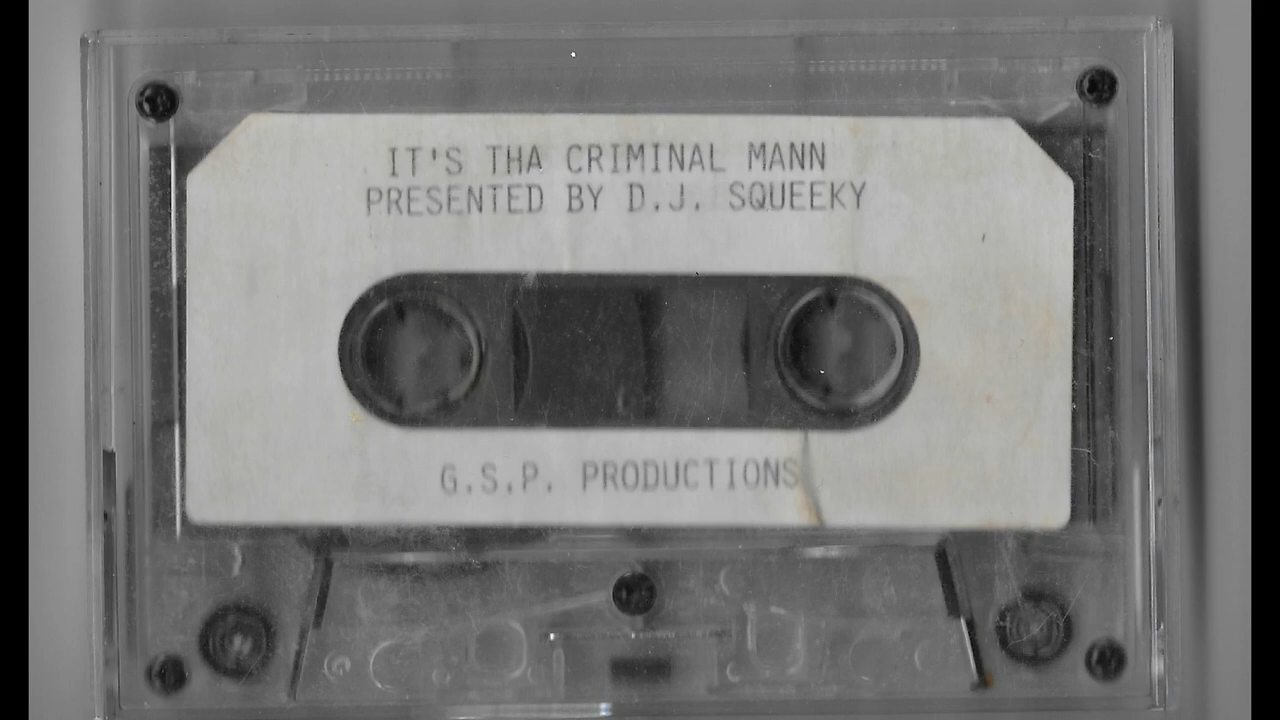 IT'S THA CRIMINAL MANN
PRESENTED BY D.J. SQUEEKY
G.S.P. PRODUCTIONS